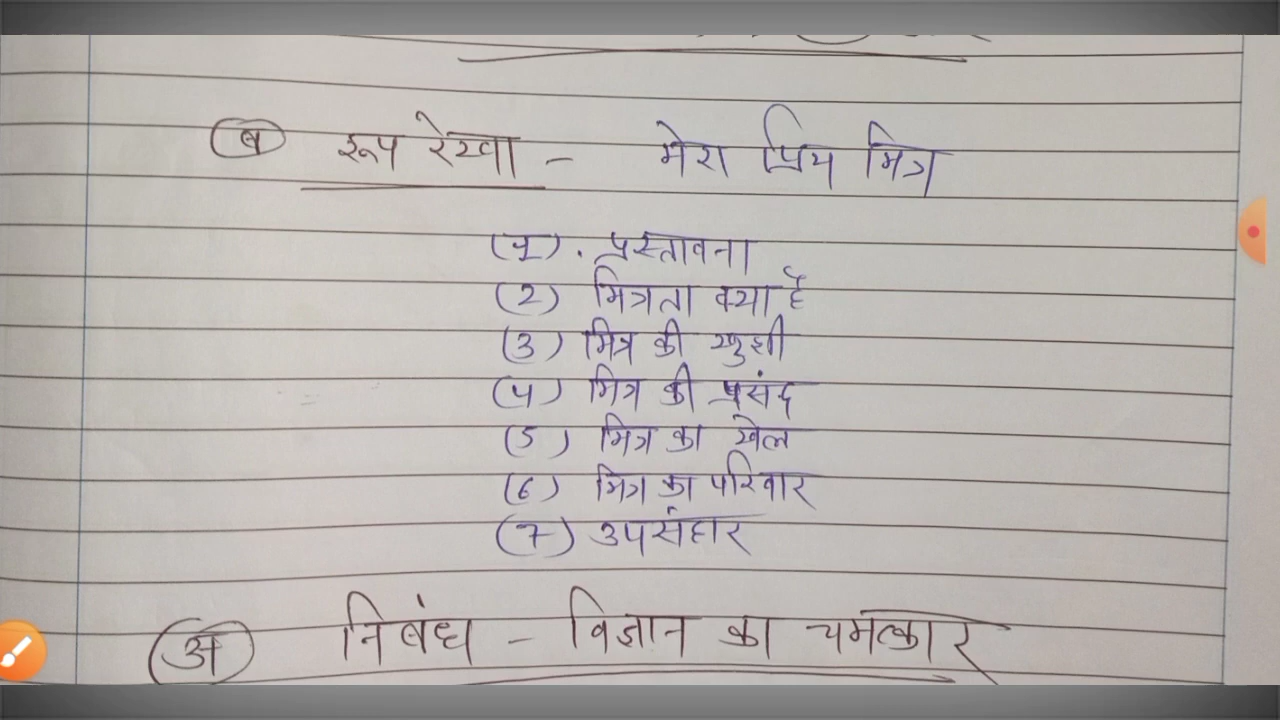 (ब) रूप रेखा - मेरा प्रिय मित्र
(1). प्रस्तावना
(2) मित्रता क्या है
(3) मित्र की खुशी
(4) मित्र की पसंद
(5) मित्र का खेल
(6) मित्र का परिवार
(7) उपसंहार
(अ) निबंध - विज्ञान का चमत्कार